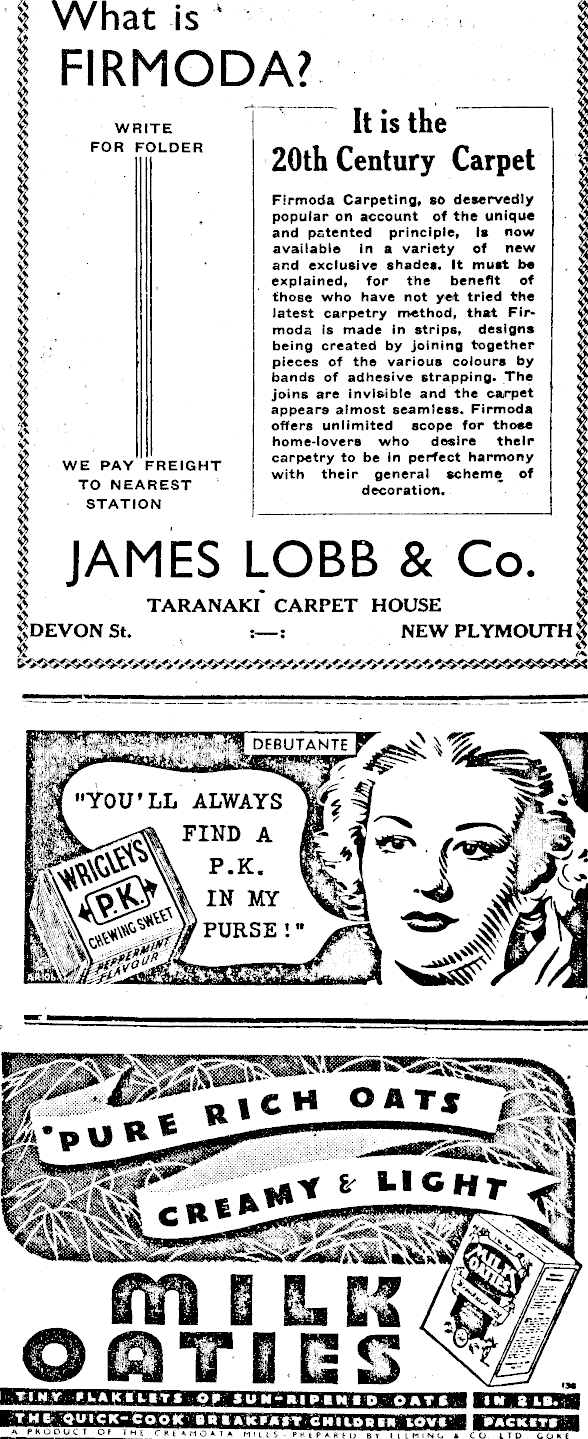 What is
FIRMODA?
WRITE
FOR FOLDER
WE PAY FREIGHT
TO NEAREST
STATION
It is the
20th Century Carpet
Firmoda Carpeting, so deservedly
popular on account of the unique
and patented principle, is now
available in a variety of new
and exclusive shades. It must be
explained, for the benefit of
those who have not yet tried the
latest carpetry method, that Fir-
moda is made in strips, designs
being created by joining together
pieces of the various colours by
bands of adhesive strapping. The
joins are invisible and the carpet
appears almost seamless. Firmoda
offers unlimited scope for those
home-lovers who desire their
carpetry to be in perfect harmony
with their general scheme of
decoration.
JAMES LOBB & Co.
TARANAKI CARPET HOUSE
DEVON St. :—: NEW PLYMOUTH
DEBUTANTE
"YOU'LL ALWAYS
FIND A
P.K.
IN MY
PURSE!"
WRIGLEYS
P.K.
CHEWING SWEET
PEPPERMINT
FLAVOUR
PURE RICH OATS
CREAMY & LIGHT
MILK
OATIES
MILK
OATIES
138
TINY FLAKELETS OF SUN-RIPENED OATS IN 2 LB.
THE QUICK-COOK BREAKFAST CHILDREN LOVE PACKETS
A PRODUCT OF THE CREAMOATA MILLS - PREPARED BY FLEMING & CO. LTD. GORE